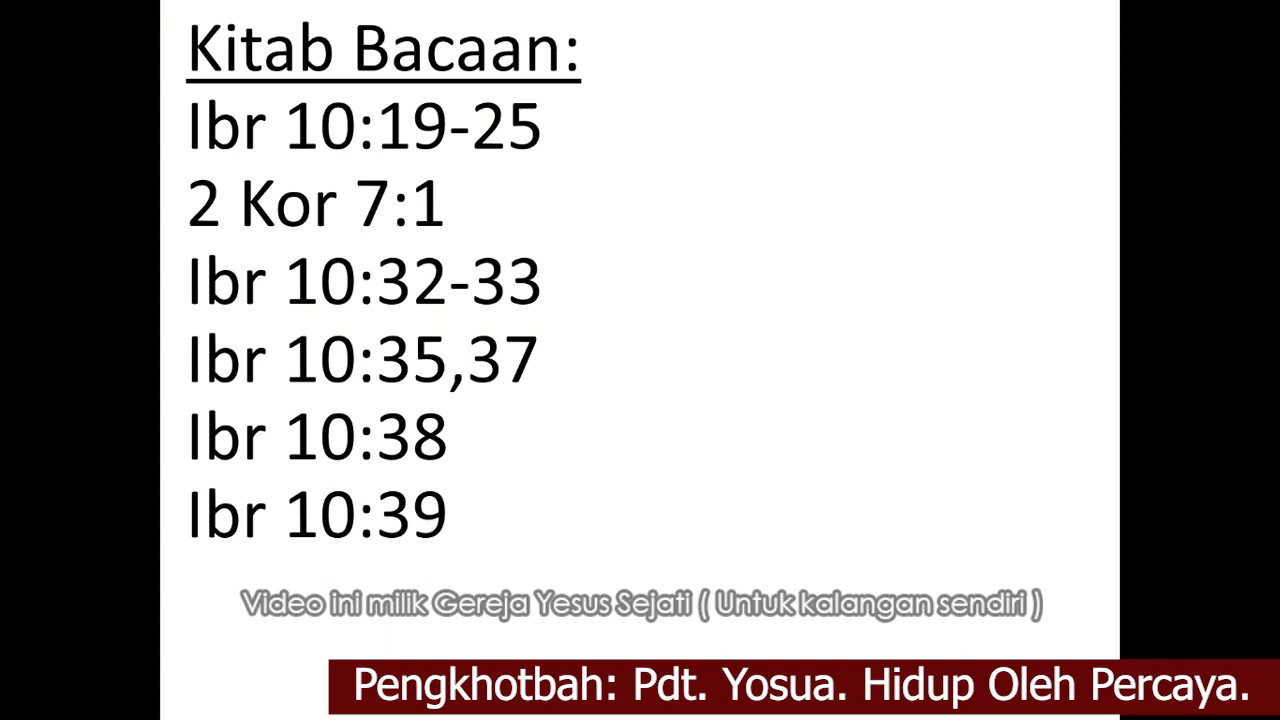 Kitab Bacaan:
Ibr 10:19-25
2 Kor 7:1
Ibr 10:32-33
Ibr 10:35,37
Ibr 10:38
Ibr 10:39
Video ini milik Gereja Yesus Sejati ( Untuk kalangan sendiri )
Pengkhotbah: Pdt. Yosua. Hidup Oleh Percaya.